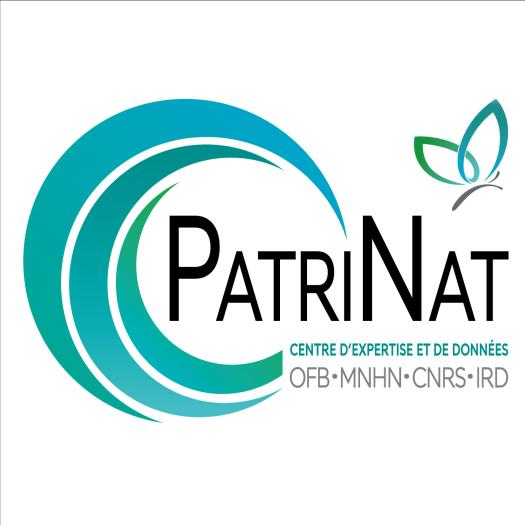 PATRINAT
CENTRE D'EXPERTISE ET DE DONNÉES
OFB•MNHN•CNRS•IRD